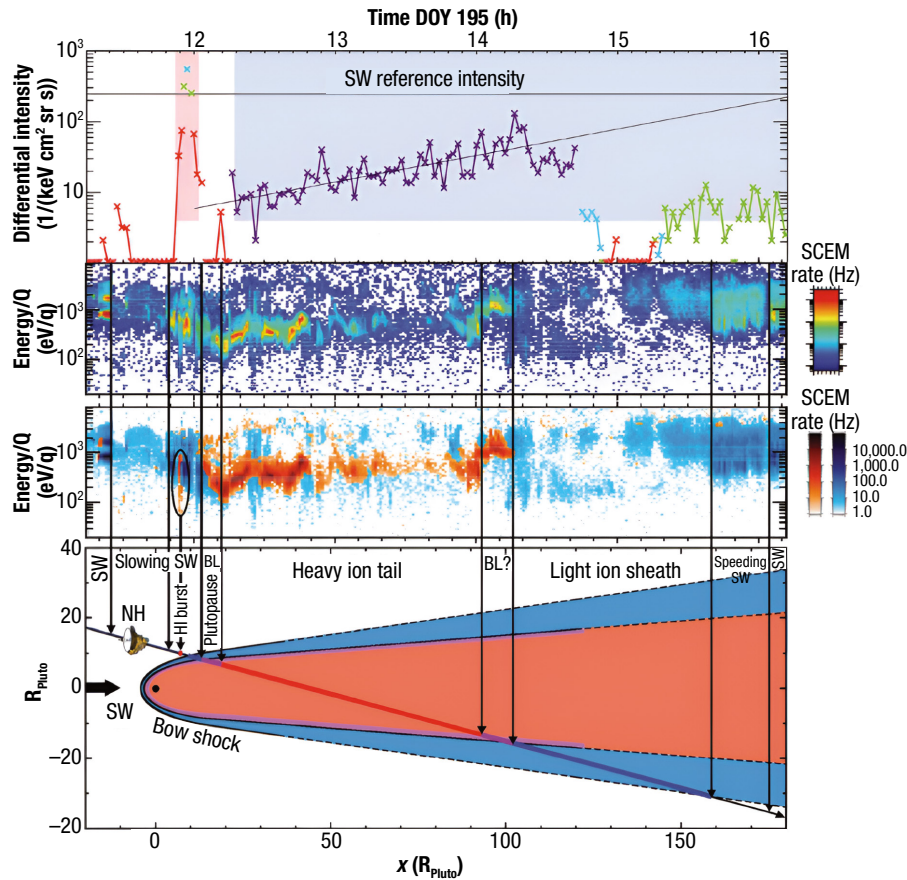 Time DOY 195 (h)
12 13 14 15 16
Differential intensity
(1/(keV cm² sr s))
10³
10²
10
SW reference intensity
Energy/Q
(eV/q)
10³
10²
SCEM
rate (Hz)
Energy/Q
(eV/q)
10³
10²
SCEM
rate (Hz)
10,000.0
1,000.0
100.0
10.0
1.0
R_Pluto
40
20
0
–20
–20
SW
Slowing SW
HI burst
BL
Plutopause
Heavy ion tail
BL?
Light ion sheath
Speeding
SW
SW
NH
SW
Bow shock
0 50 100 150
x (R_Pluto)